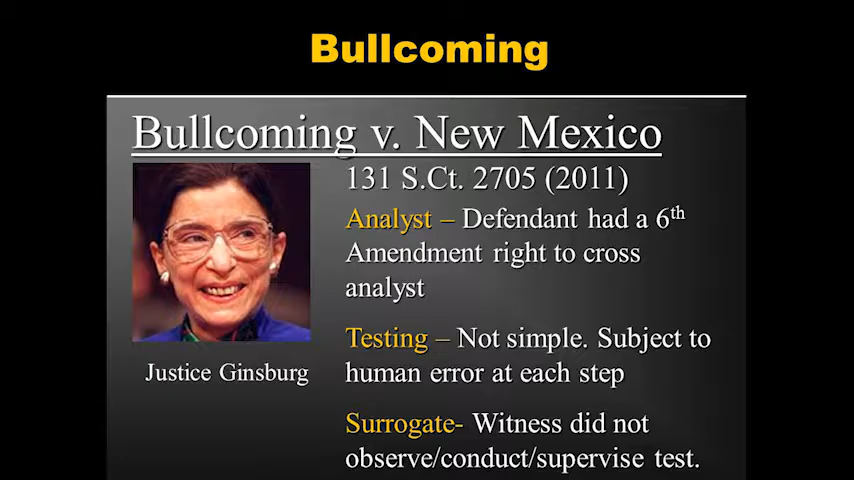 Bullcoming
Bullcoming v. New Mexico
131 S.Ct. 2705 (2011)
Analyst – Defendant had a 6th
Amendment right to cross
analyst
Testing – Not simple. Subject to
human error at each step
Surrogate- Witness did not
observe/conduct/supervise test.
Justice Ginsburg